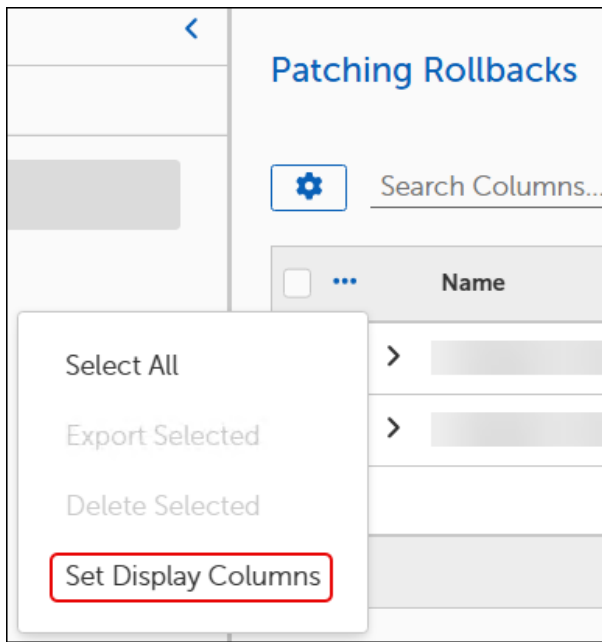 Patching Rollbacks
Search Columns...
Name
Select All
Export Selected
Delete Selected
Set Display Columns